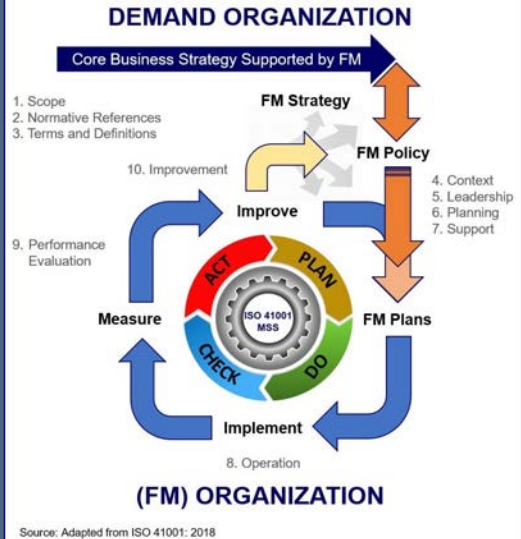 DEMAND ORGANIZATION
Core Business Strategy Supported by FM
1. Scope
2. Normative References
3. Terms and Definitions
FM Strategy
FM Policy
10. Improvement
4. Context
5. Leadership
6. Planning
7. Support
Improve
9. Performance
Evaluation
ACT
PLAN
Measure
ISO 41001
MSS
FM Plans
CHECK
DO
Implement
8. Operation
(FM) ORGANIZATION
Source: Adapted from ISO 41001: 2018